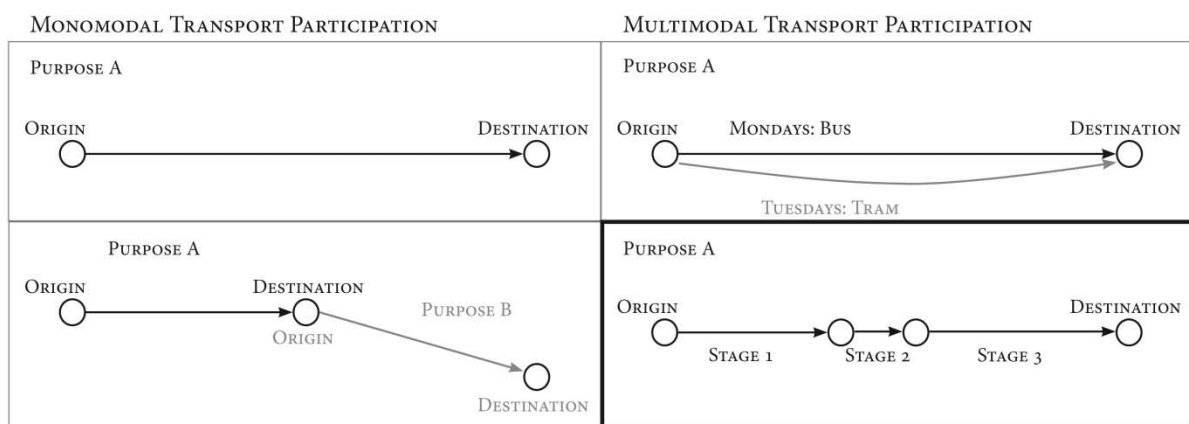 Monomodal Transport Participation
Multimodal Transport Participation
Purpose A
Origin
Destination
Purpose A
Origin
Mondays: Bus
Destination
Tuesdays: Tram
Purpose A
Origin
Destination
Origin
Purpose B
Destination
Purpose A
Origin
Destination
Stage 1
Stage 2
Stage 3